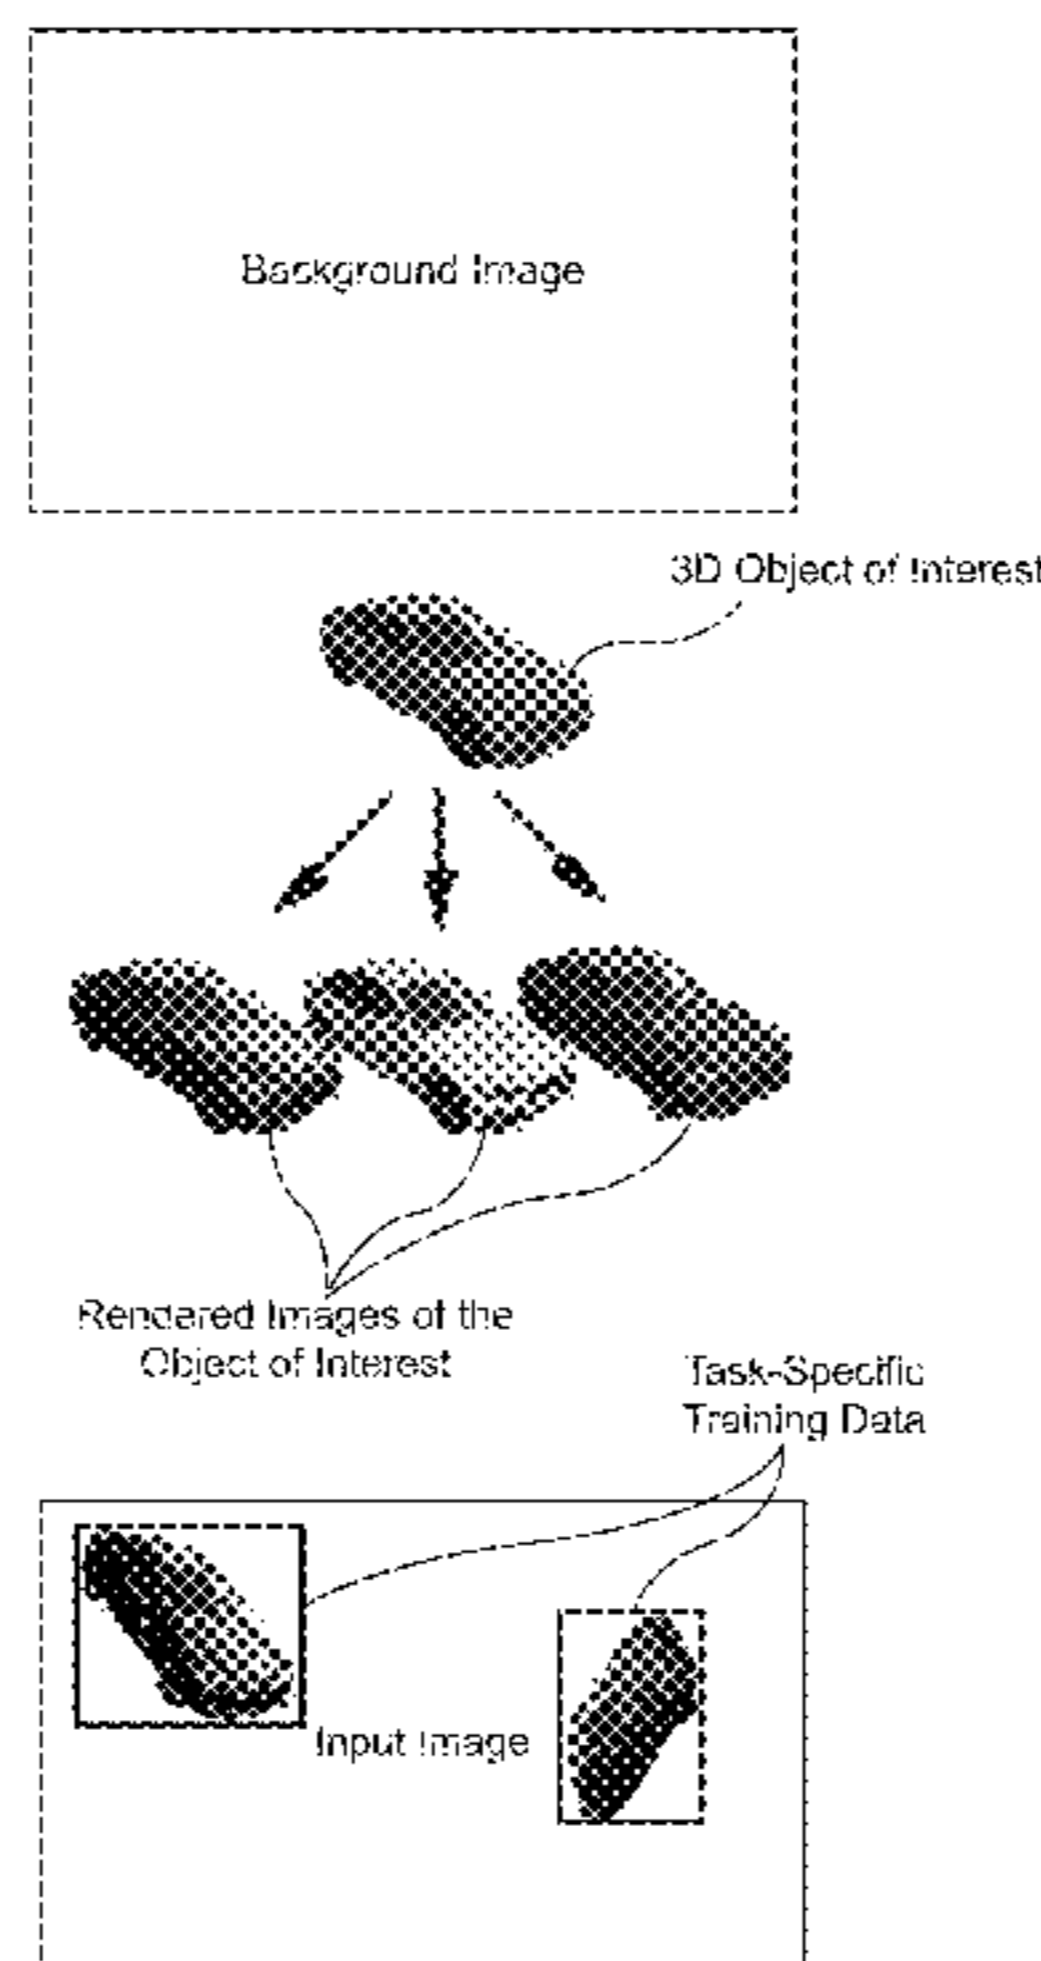 Background Image
3D Object of Interest
Rendered Images of the
Object of Interest
Task-Specific
Training Data
Input Image